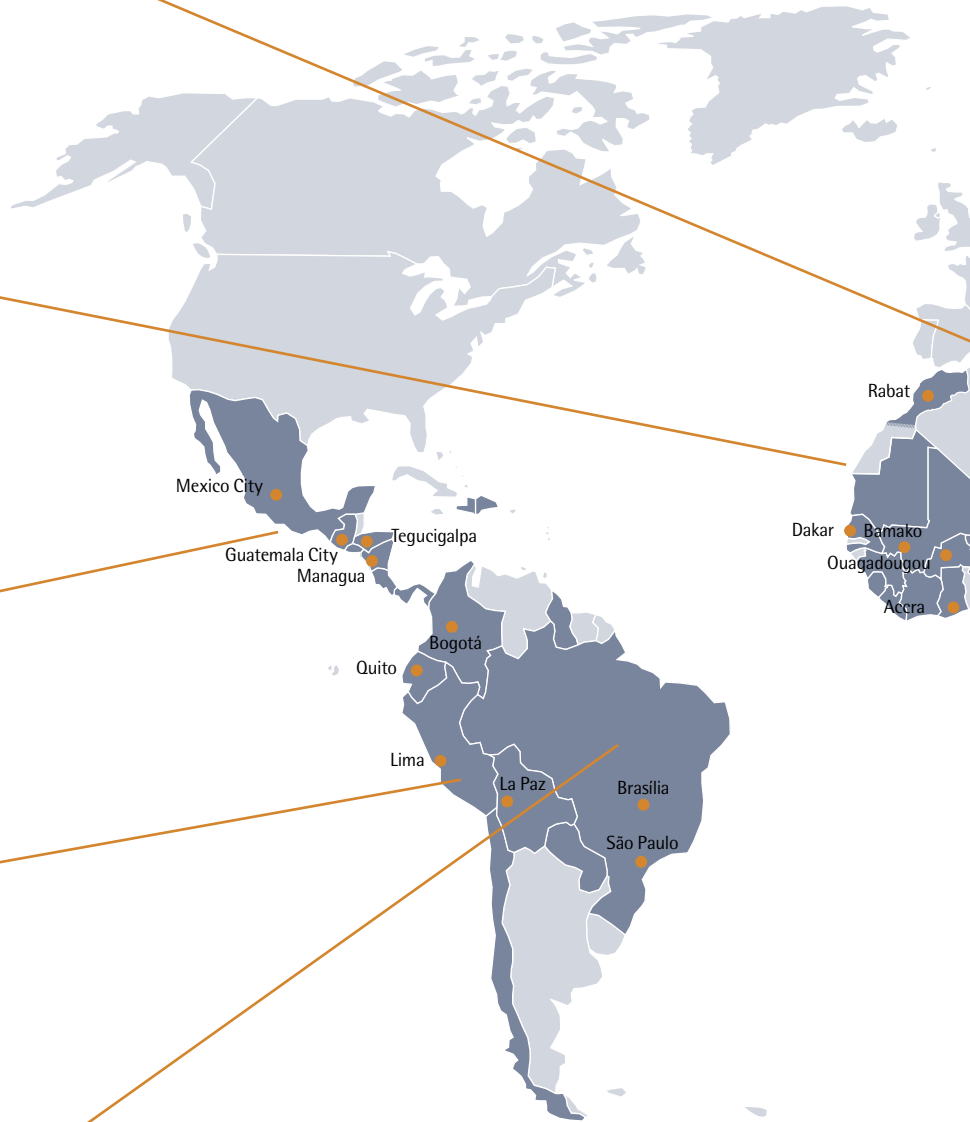 Rabat
Mexico City
Dakar
Bamako
Tegucigalpa
Guatemala City
Ouagadougou
Managua
Accra
Bogotá
Quito
Lima
La Paz
Brasília
São Paulo